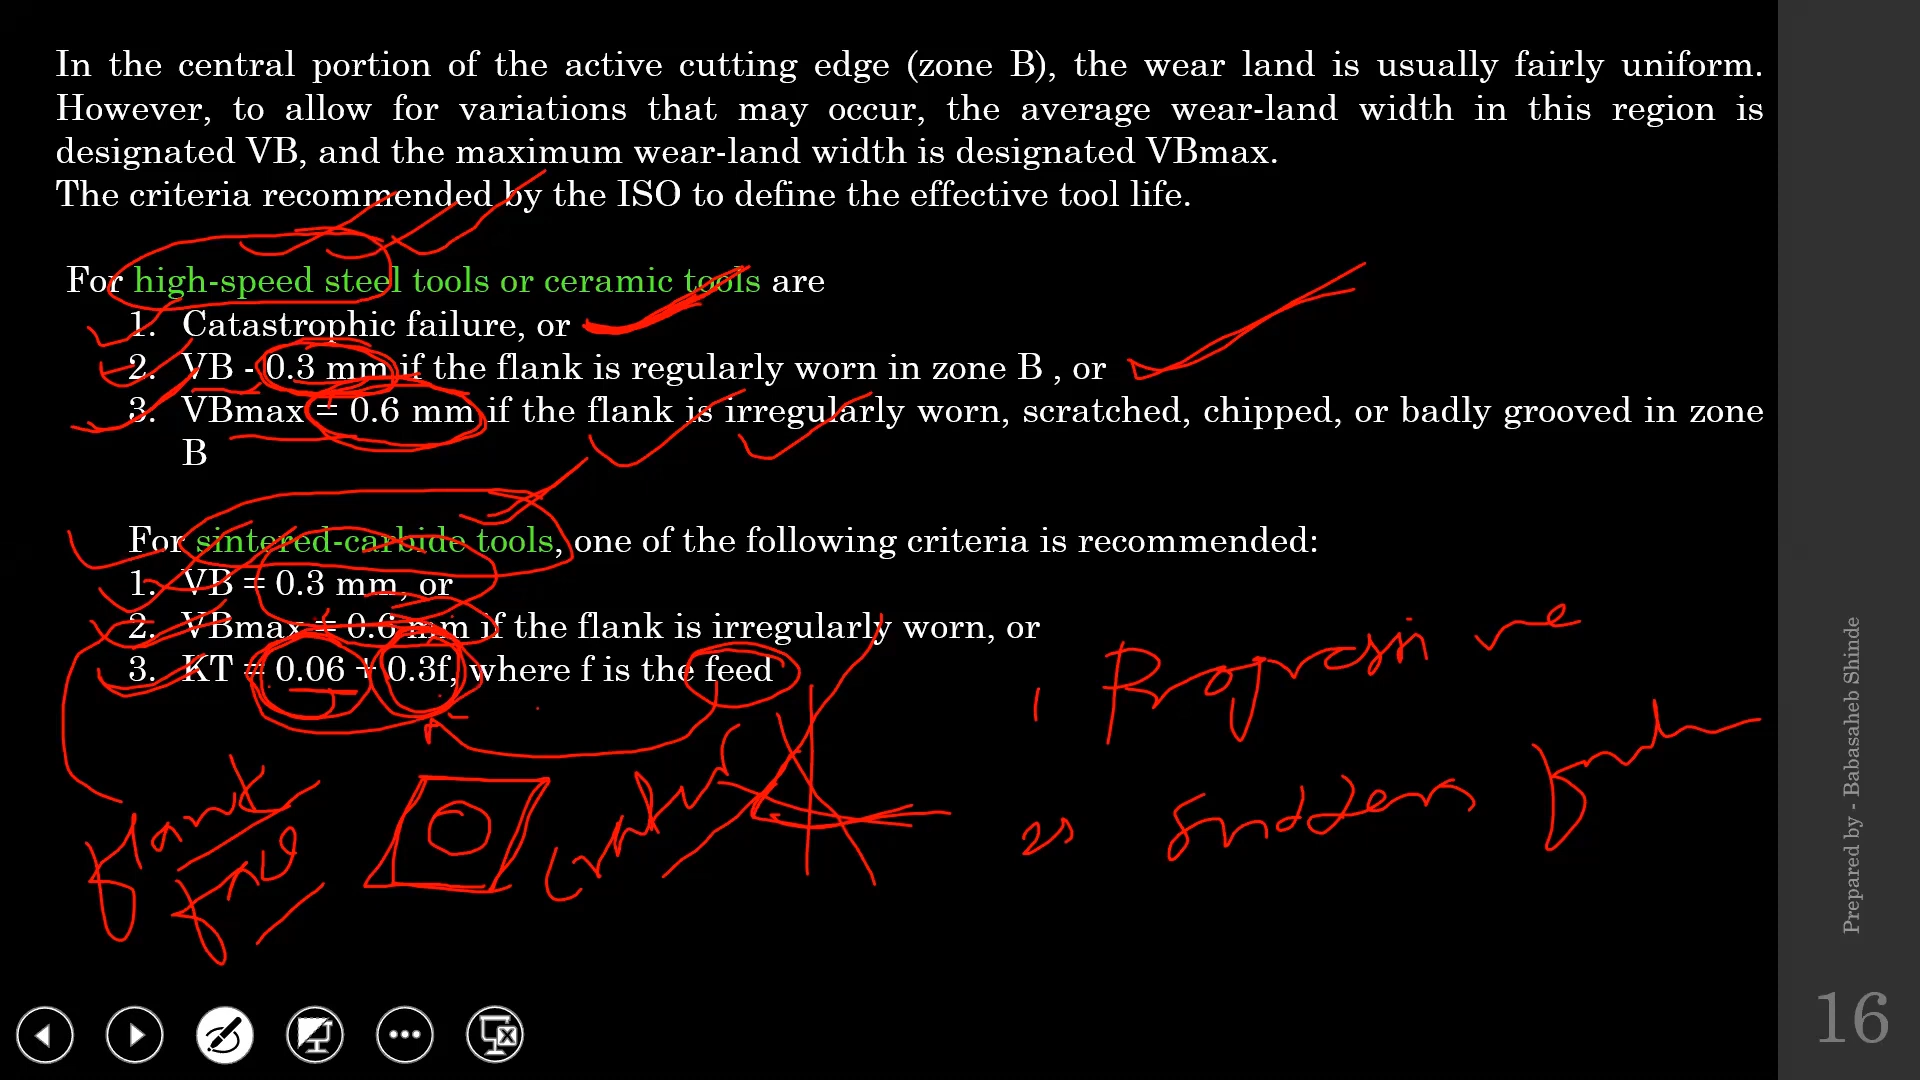 In the central portion of the active cutting edge (zone B), the wear land is usually fairly uniform.
However, to allow for variations that may occur, the average wear-land width in this region is
designated VB, and the maximum wear-land width is designated VBmax.
The criteria recommended by the ISO to define the effective tool life.
For high-speed steel tools or ceramic tools are
1. Catastrophic failure, or
2. VB - 0.3 mm if the flank is regularly worn in zone B , or
3. VBmax = 0.6 mm if the flank is irregularly worn, scratched, chipped, or badly grooved in zone
B
For sintered-carbide tools, one of the following criteria is recommended:
1. VB = 0.3 mm, or
2. VBmax = 0.6 mm if the flank is irregularly worn, or
3. KT = 0.06 + 0.3f, where f is the feed
flank
Sudden
Prepared by - Babasaheb Shinde
16